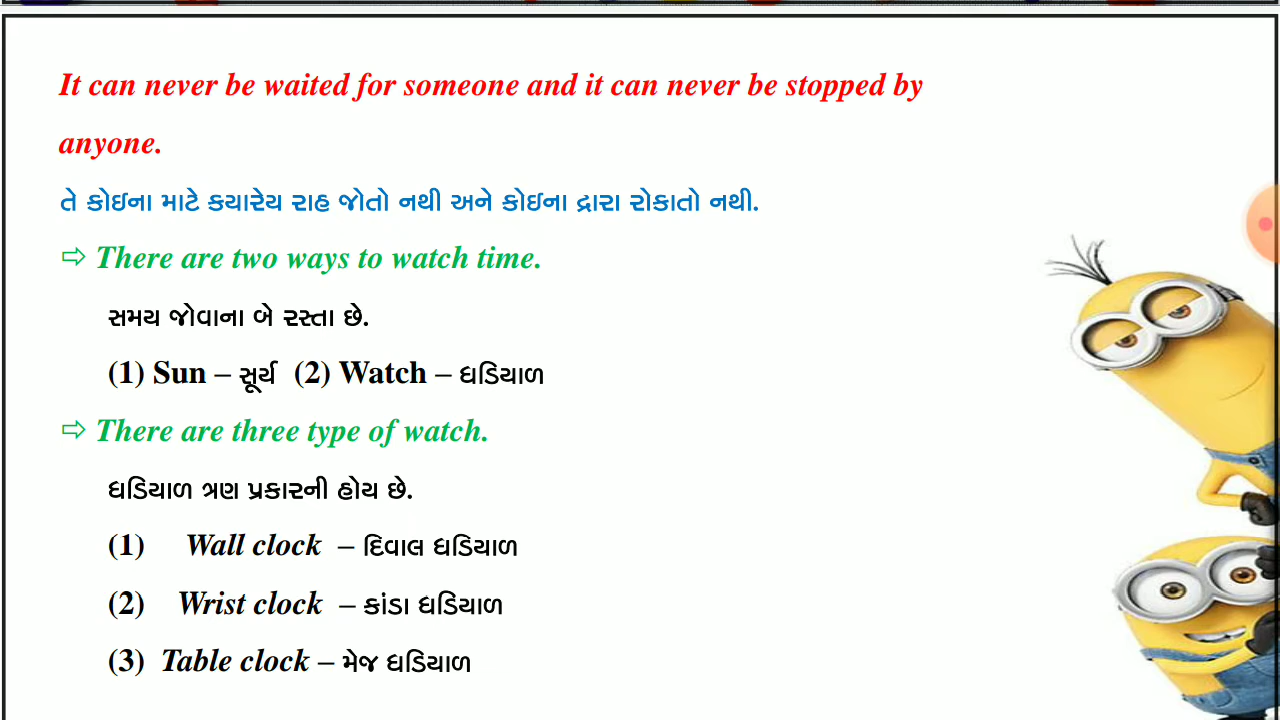 It can never be waited for someone and it can never be stopped by
anyone.
તે કોઈના માટે કયારેય રાહ જોતો નથી અને કોઈના દ્રારા રોકાતો નથી.
⇨ There are two ways to watch time.
સમય જોવાના બે રસ્તા છે.
(1) Sun – સૂર્ય (2) Watch – ઘડિયાળ
⇨ There are three type of watch.
ઘડિયાળ ત્રણ પ્રકારની હોય છે.
(1) Wall clock – દિવાલ ઘડિયાળ
(2) Wrist clock – કાંડા ઘડિયાળ
(3) Table clock – મેજ ઘડિયાળ